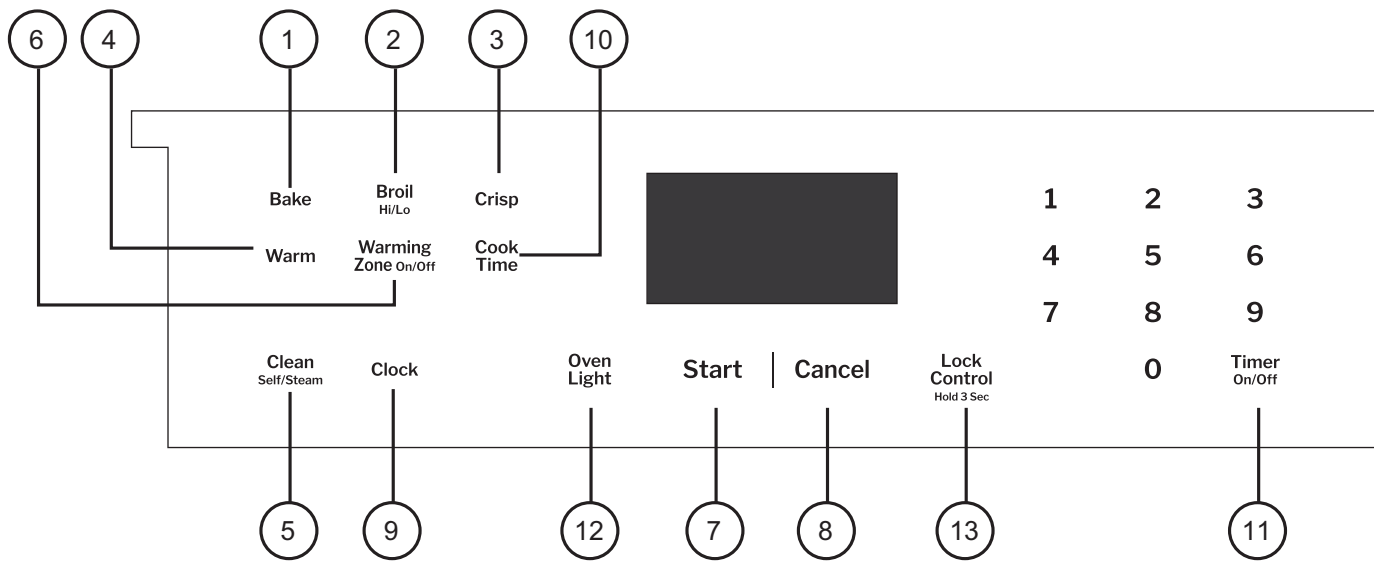 6 4 1 2 3 10
Bake
Broil
Hi/Lo
Crisp
Warm
Warming
Zone On/Off
Cook
Time
1 2 3
4 5 6
7 8 9
0
Clean
Self/Steam
Clock
Oven
Light
Start | Cancel
Lock
Control
Hold 3 Sec
Timer
On/Off
5 9 12 7 8 13 11